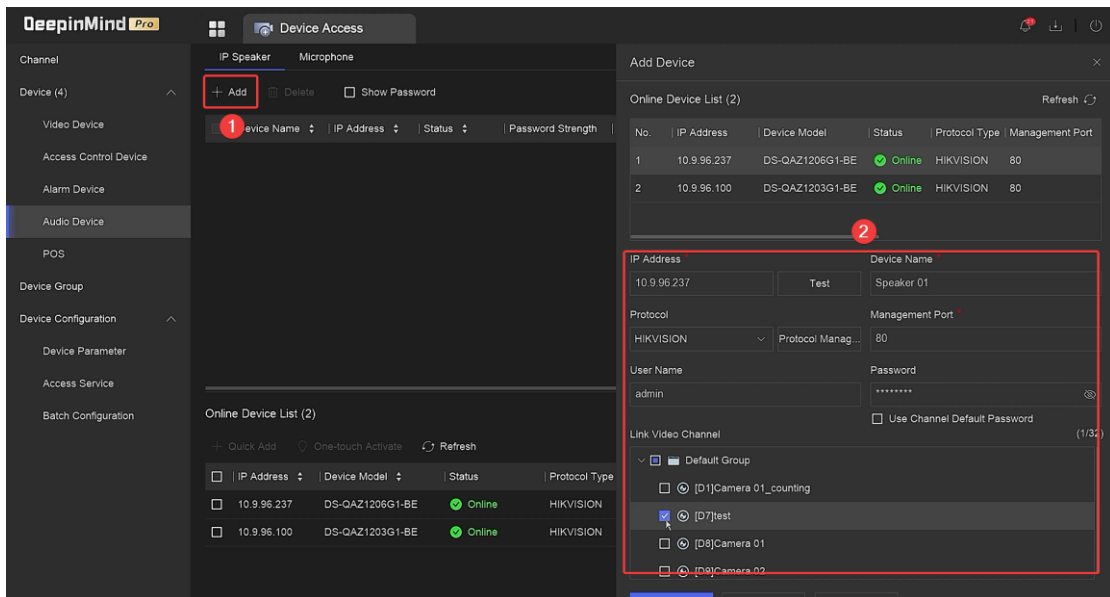 DeepinMind Pro
Device Access
21
Channel
Device (4)
Video Device
Access Control Device
Alarm Device
Audio Device
POS
Device Group
Device Configuration
Device Parameter
Access Service
Batch Configuration
IP Speaker Microphone
+ Add Delete Show Password
1
Device Name | IP Address | Status | Password Strength |
Online Device List (2)
+ Quick Add One-touch Activate Refresh
| IP Address | Device Model | Status | Protocol Type
10.9.96.237 DS-QAZ1206G1-BE Online HIKVISION
10.9.96.100 DS-QAZ1203G1-BE Online HIKVISION
Add Device ×
Online Device List (2) Refresh
No. | IP Address | Device Model | Status | Protocol Type | Management Port
1 10.9.96.237 DS-QAZ1206G1-BE Online HIKVISION 80
2 10.9.96.100 DS-QAZ1203G1-BE Online HIKVISION 80
2
IP Address * Device Name *
10.9.96.237 Test Speaker 01
Protocol Management Port *
HIKVISION Protocol Manag... 80
User Name Password
admin ********
Use Channel Default Password
Link Video Channel (1/32)
Default Group
[D1]Camera 01_counting
[D7]test
[D8]Camera 01
[D9]Camera 02